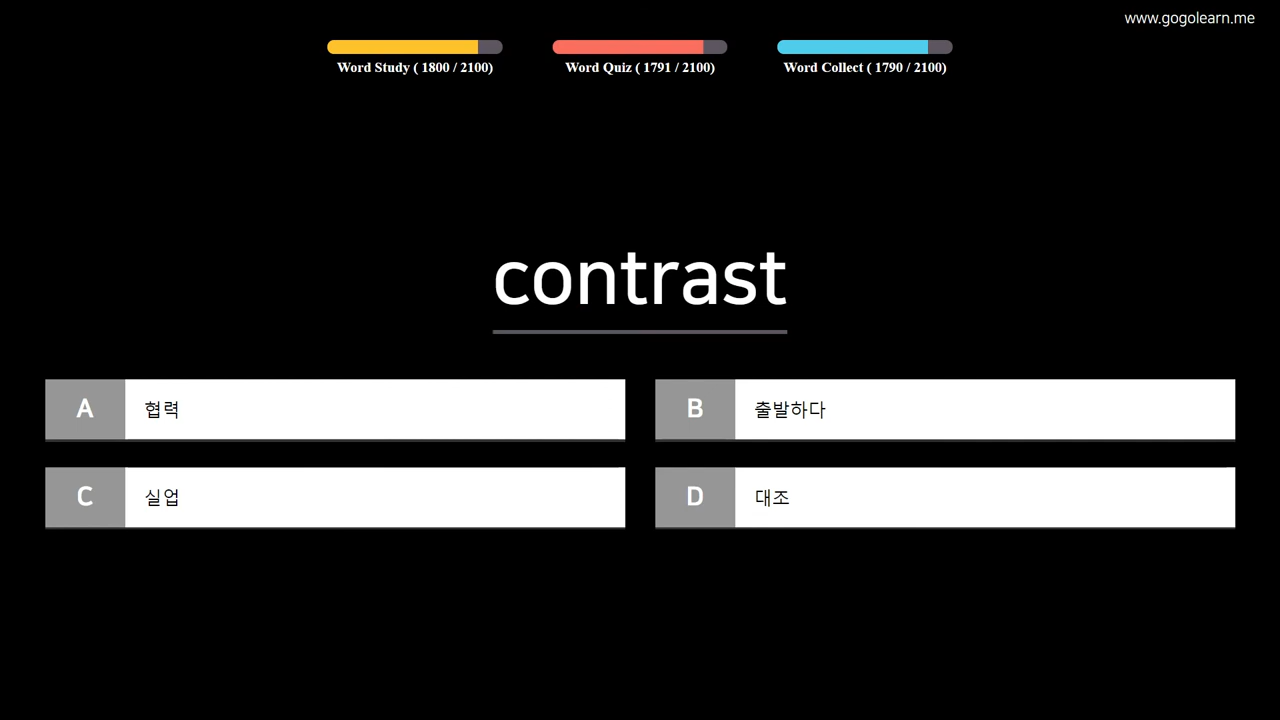 www.gogolearn.me
Word Study ( 1800 / 2100)
Word Quiz ( 1791 / 2100)
Word Collect ( 1790 / 2100)
contrast
A 협력
B 출발하다
C 실업
D 대조